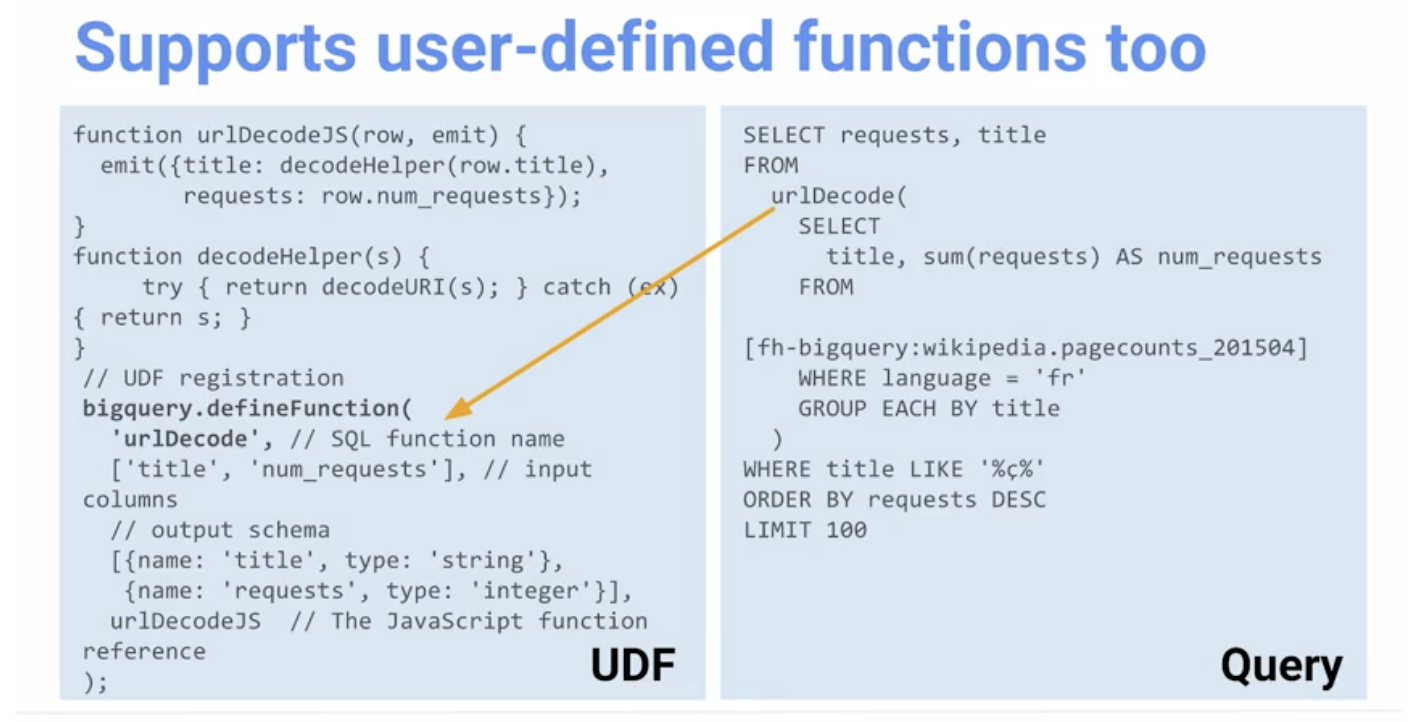 Supports user-defined functions too
function urlDecodeJS(row, emit) {
  emit({title: decodeHelper(row.title),
        requests: row.num_requests});
}
function decodeHelper(s) {
     try { return decodeURI(s); } catch (ex)
{ return s; }
}
// UDF registration
bigquery.defineFunction(
  'urlDecode', // SQL function name
  ['title', 'num_requests'], // input
columns
  // output schema
  [{name: 'title', type: 'string'},
   {name: 'requests', type: 'integer'}],
  urlDecodeJS  // The JavaScript function
reference
);
UDF
SELECT requests, title
FROM
  urlDecode(
    SELECT
      title, sum(requests) AS num_requests
    FROM
[fh-bigquery:wikipedia.pagecounts_201504]
    WHERE language = 'fr'
    GROUP EACH BY title
  )
WHERE title LIKE '%ç%'
ORDER BY requests DESC
LIMIT 100
Query